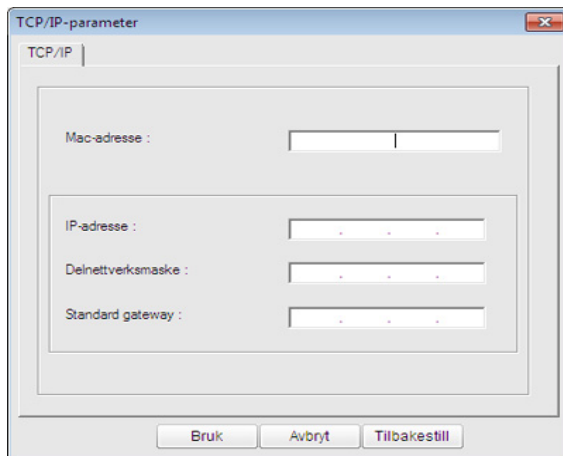 TCP/IP-parameter
TCP/IP
Mac-adresse :
IP-adresse : . . .
Delnettverksmaske : . . .
Standard gateway : . . .
Bruk Avbryt Tilbakestill